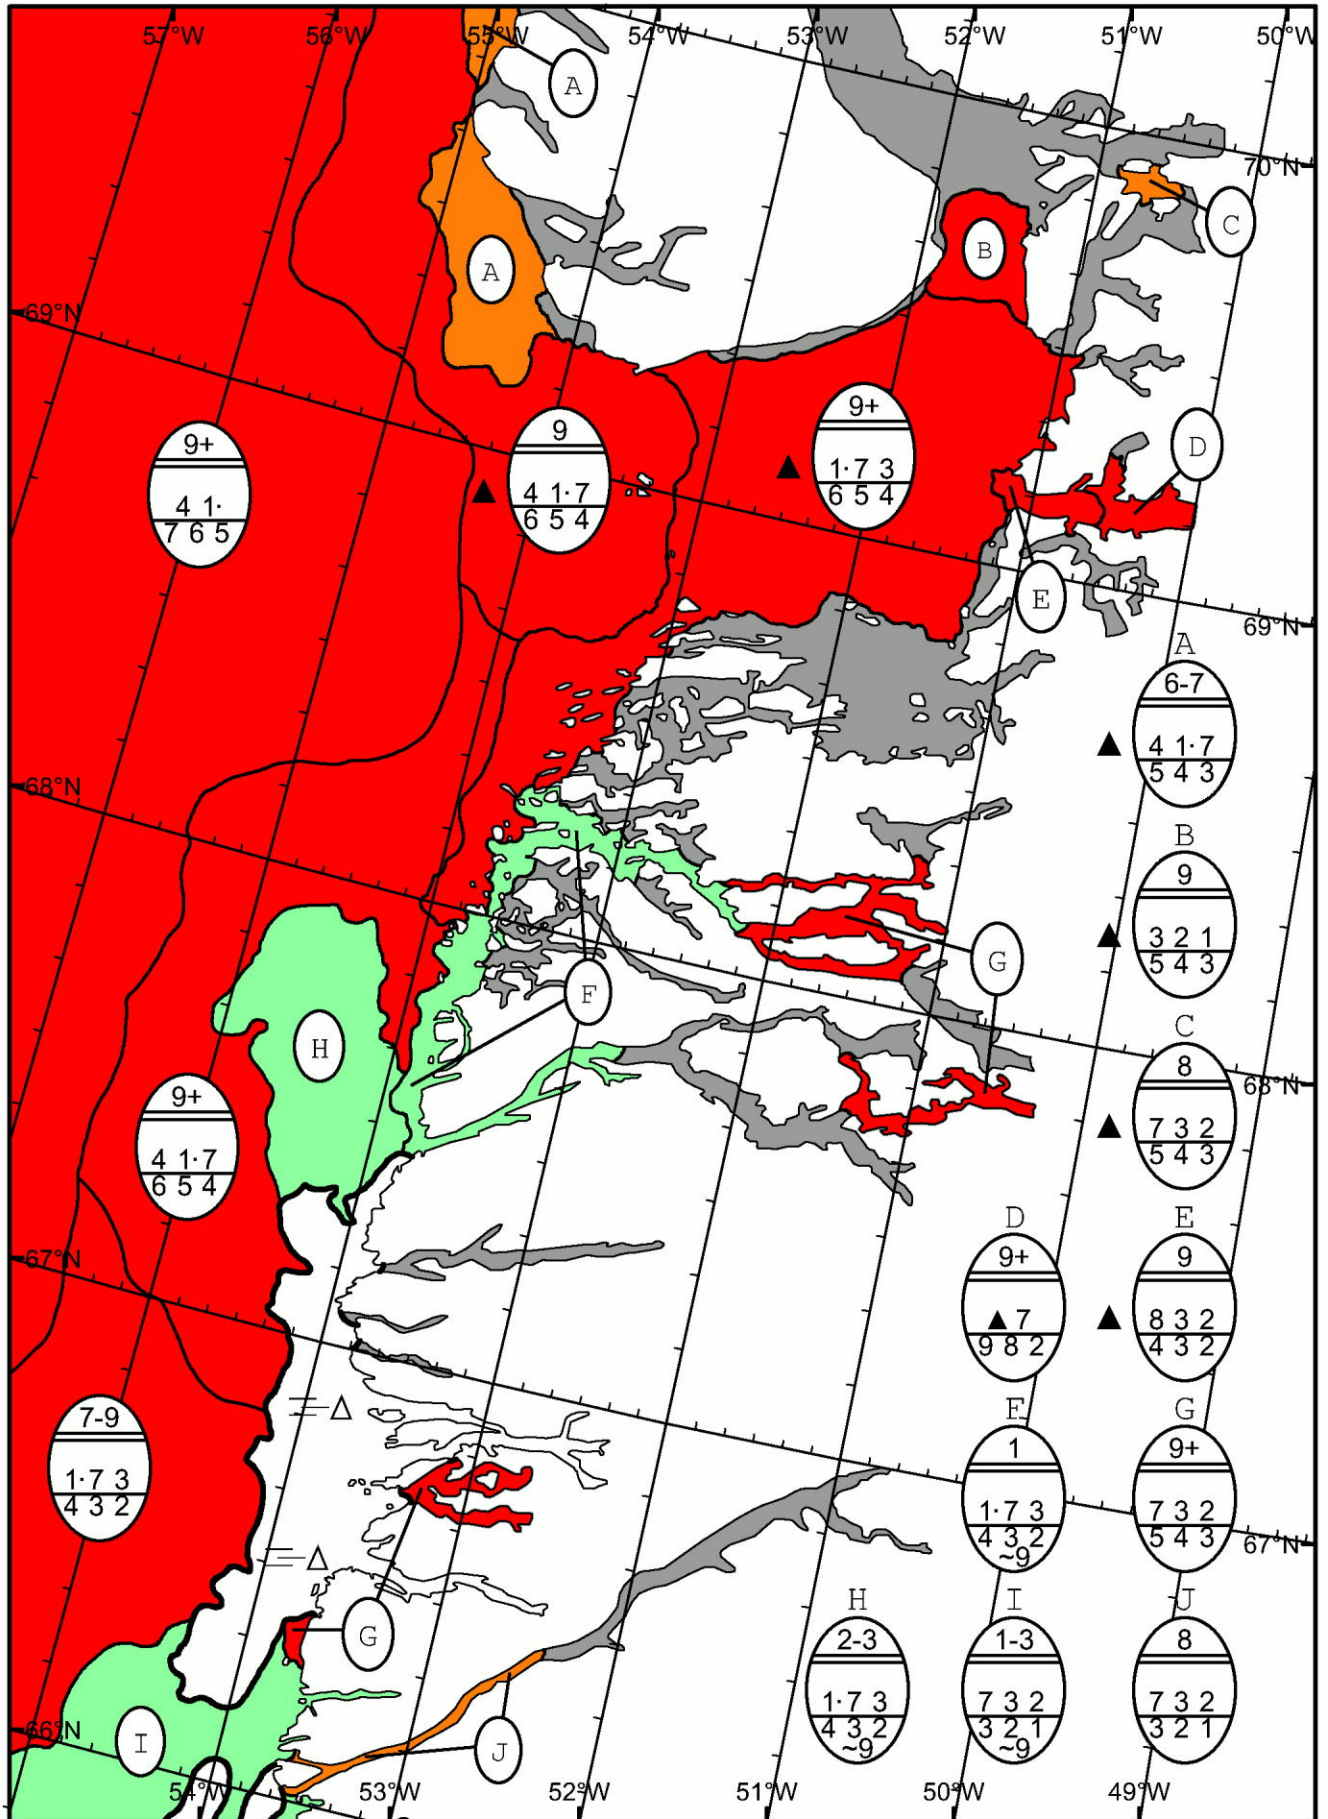 57°W 56°W 55°W 54°W 53°W 52°W 51°W 50°W
A
70°N
C
B
A
69°N
9+
1·7 3
6 5 4
9
4 1·7
6 5 4
9+
4 1·
7 6 5
D
E
69°N
A
6-7
4 1·7
5 4 3
68°N
B
9
3 2 1
5 4 3
G
F
H
C
8
7 3 2
5 4 3
68°N
9+
4 1·7
6 5 4
D
9+
7
9 8 2
E
9
8 3 2
4 3 2
67°N
7-9
1·7 3
4 3 2
F
1
1·7 3
4 3 2
~9
G
9+
7 3 2
5 4 3
67°N
G
H
2-3
1·7 3
4 3 2
~9
I
1-3
7 3 2
3 2 1
~9
J
8
7 3 2
3 2 1
66°N
I
J
54°W 53°W 52°W 51°W 50°W 49°W